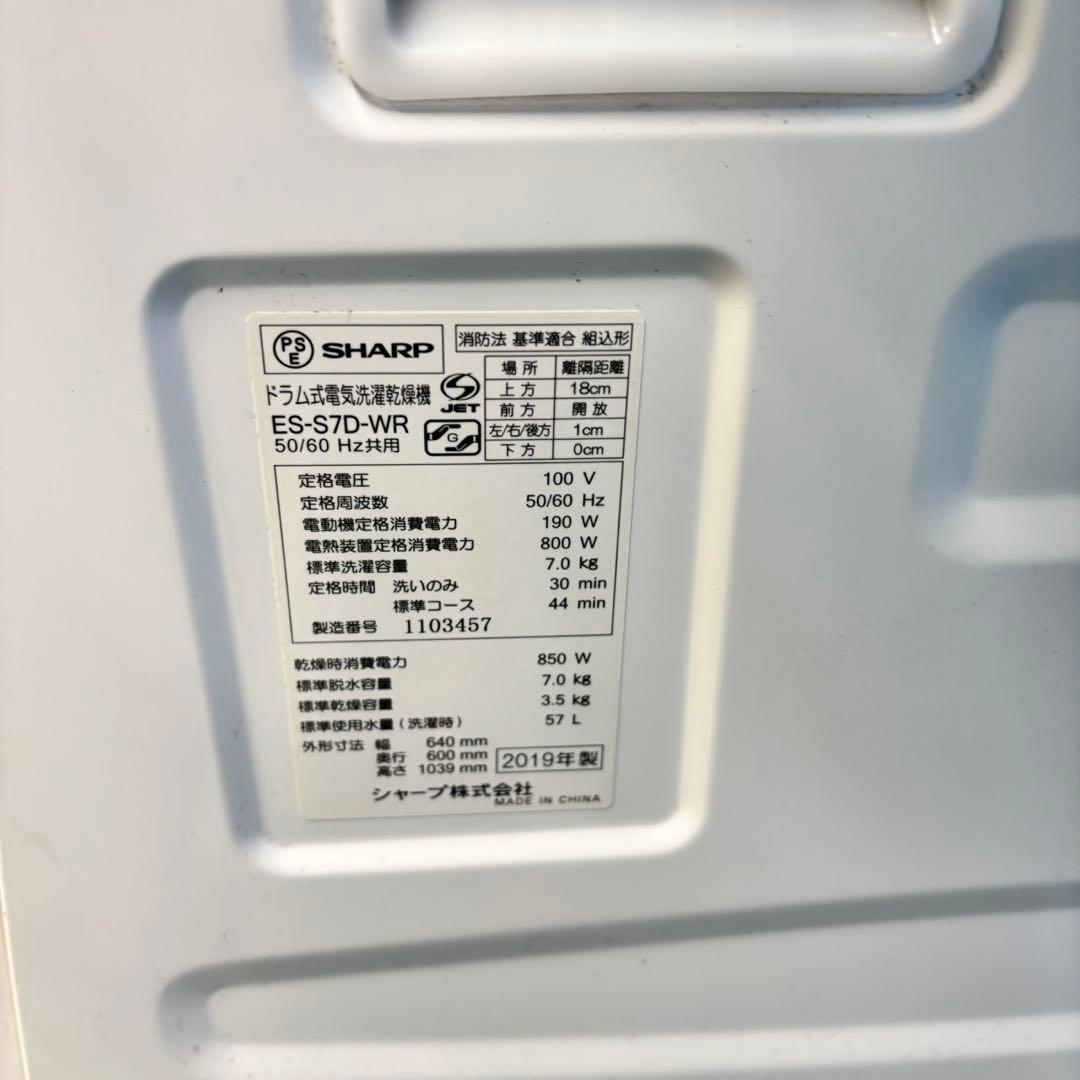 PSE SHARP
ドラム式電気洗濯乾燥機
ES-S7D-WR
50/60 Hz共用
JET
G
消防法 基準適合 組込形
場所 離隔距離
上方 18cm
前方 開放
左/右/後方 1cm
下方 0cm
定格電圧 100 V
定格周波数 50/60 Hz
電動機定格消費電力 190 W
電熱装置定格消費電力 800 W
標準洗濯容量 7.0 kg
定格時間 洗いのみ 30 min
標準コース 44 min
製造番号 1103457
乾燥時消費電力 850 W
標準脱水容量 7.0 kg
標準乾燥容量 3.5 kg
標準使用水量(洗濯時) 57 L
外形寸法 幅 640 mm
奥行 600 mm
高さ 1039 mm
2019年製
シャープ株式会社
MADE IN CHINA